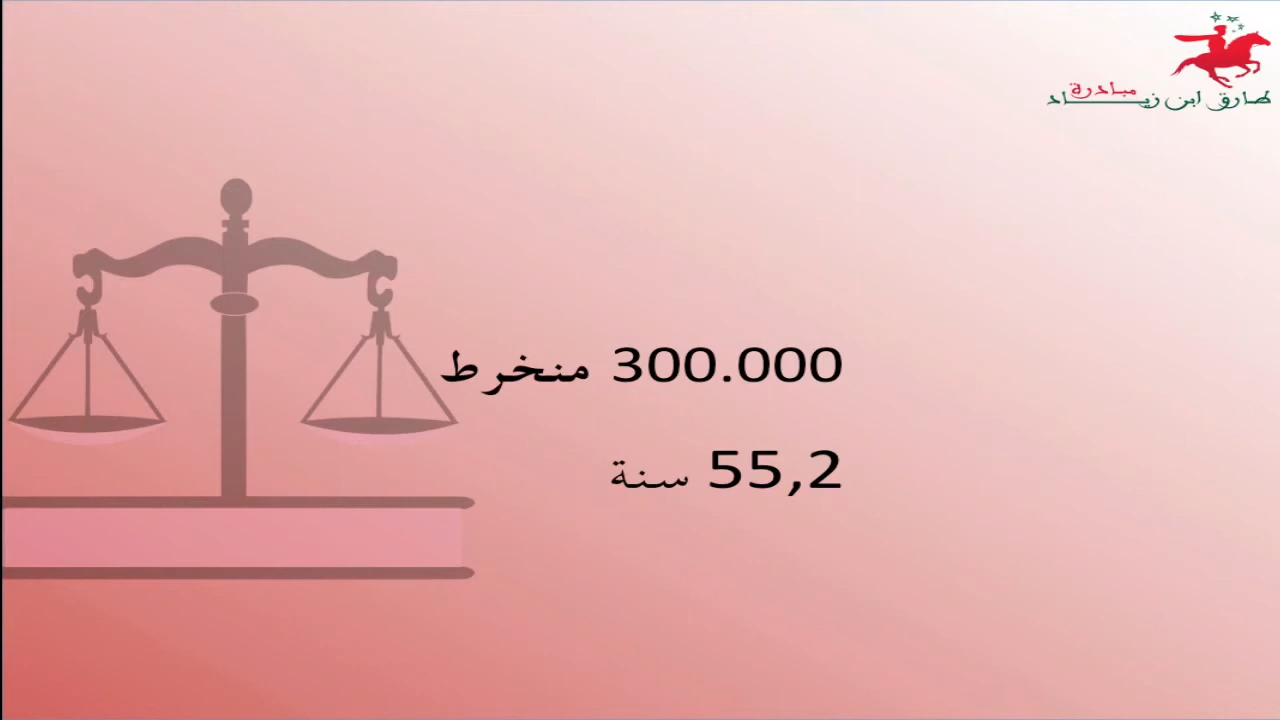 مبادرة
طارق ابن زياد
300.000 منخرط
55,2 سنة